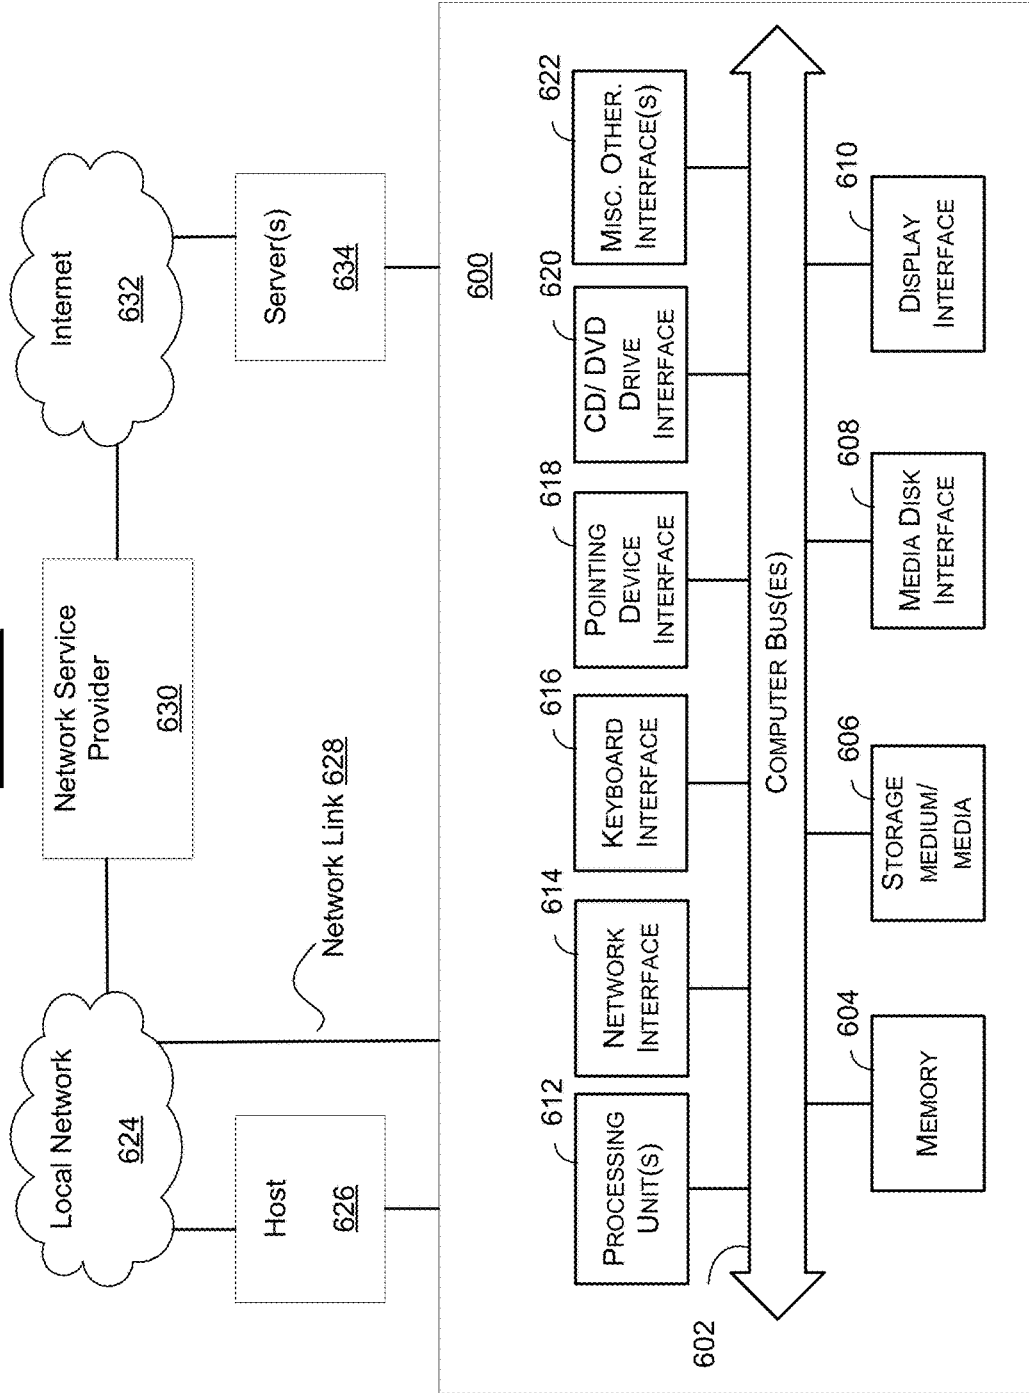 Local Network
624
Network Service
Provider
630
Internet
632
Host
626
Network Link 628
Server(s)
634
600
612
PROCESSING
UNIT(S)
614
NETWORK
INTERFACE
616
KEYBOARD
INTERFACE
618
POINTING
DEVICE
INTERFACE
620
CD/ DVD
DRIVE
INTERFACE
622
MISC. OTHER.
INTERFACE(S)
602
COMPUTER BUS(ES)
604
MEMORY
606
STORAGE
MEDIUM/
MEDIA
608
MEDIA DISK
INTERFACE
610
DISPLAY
INTERFACE